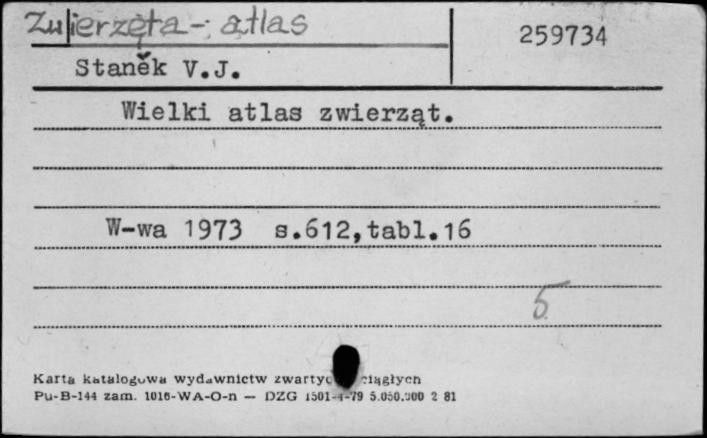 Zwierzęta - atlas
259734
Staněk V.J.
Wielki atlas zwierząt.
W-wa 1973 s.612,tabl.16
5
Karta katalogowa wydawnictw zwartyc ciągłych
Pu-B-144 zam. 1016-WA-O-n — DZG 1501-4-79 5.050.000 2 81